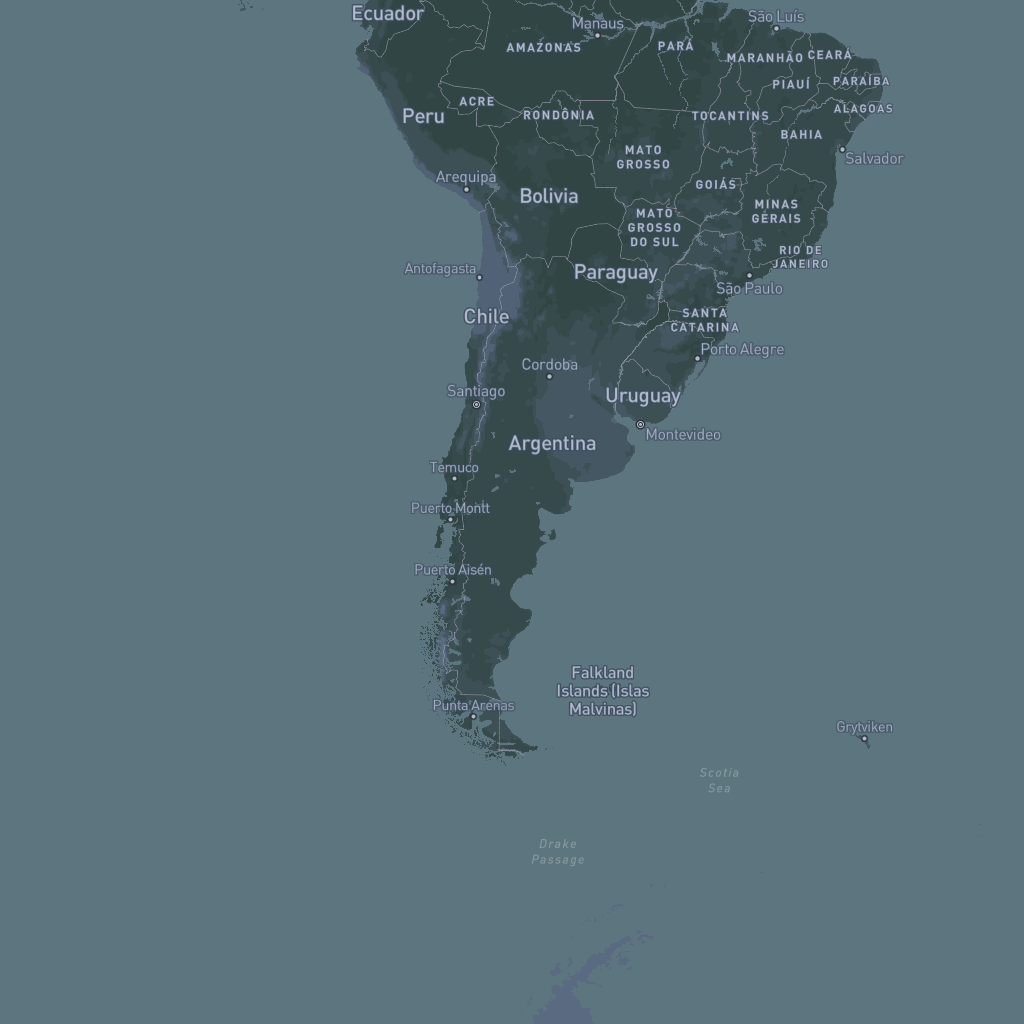 Ecuador
Manaus
São Luís
AMAZONAS
PARÁ
MARANHÃO
CEARÁ
PIAUÍ
PARAÍBA
ACRE
Peru
RONDÔNIA
TOCANTINS
ALAGOAS
BAHIA
MATO
GROSSO
Salvador
Arequipa
GOIÁS
Bolivia
MINAS
GERAIS
MATO
GROSSO
DO SUL
RIO DE
JANEIRO
Antofagasta
Paraguay
São Paulo
Chile
SANTA
CATARINA
Porto Alegre
Cordoba
Santiago
Uruguay
Montevideo
Argentina
Temuco
Puerto Montt
Puerto Aisén
Falkland
Islands (Islas
Malvinas)
Punta Arenas
Grytviken
Scotia
Sea
Drake
Passage